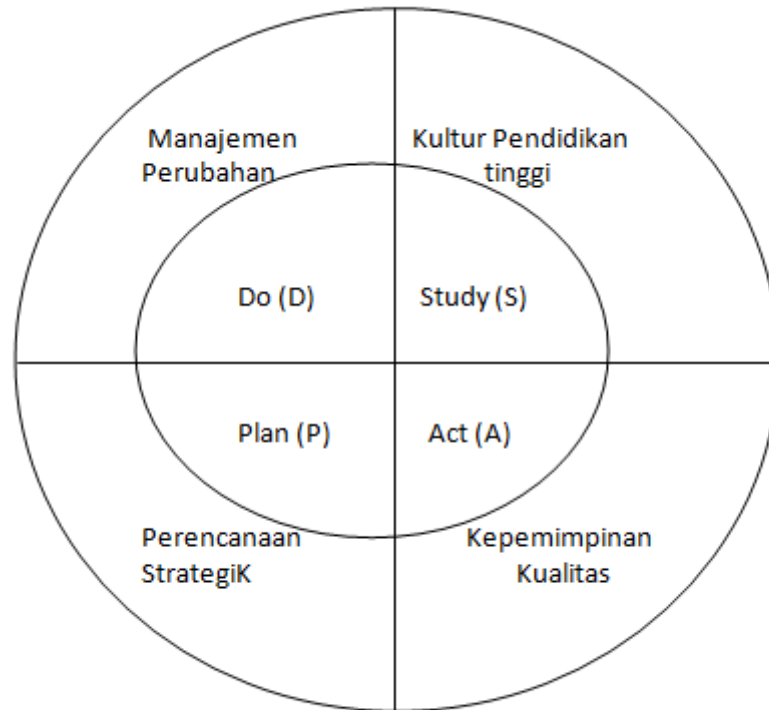 Manajemen
Perubahan
Kultur Pendidikan
tinggi
Do (D)
Study (S)
Plan (P)
Act (A)
Perencanaan
StrategiK
Kepemimpinan
Kualitas